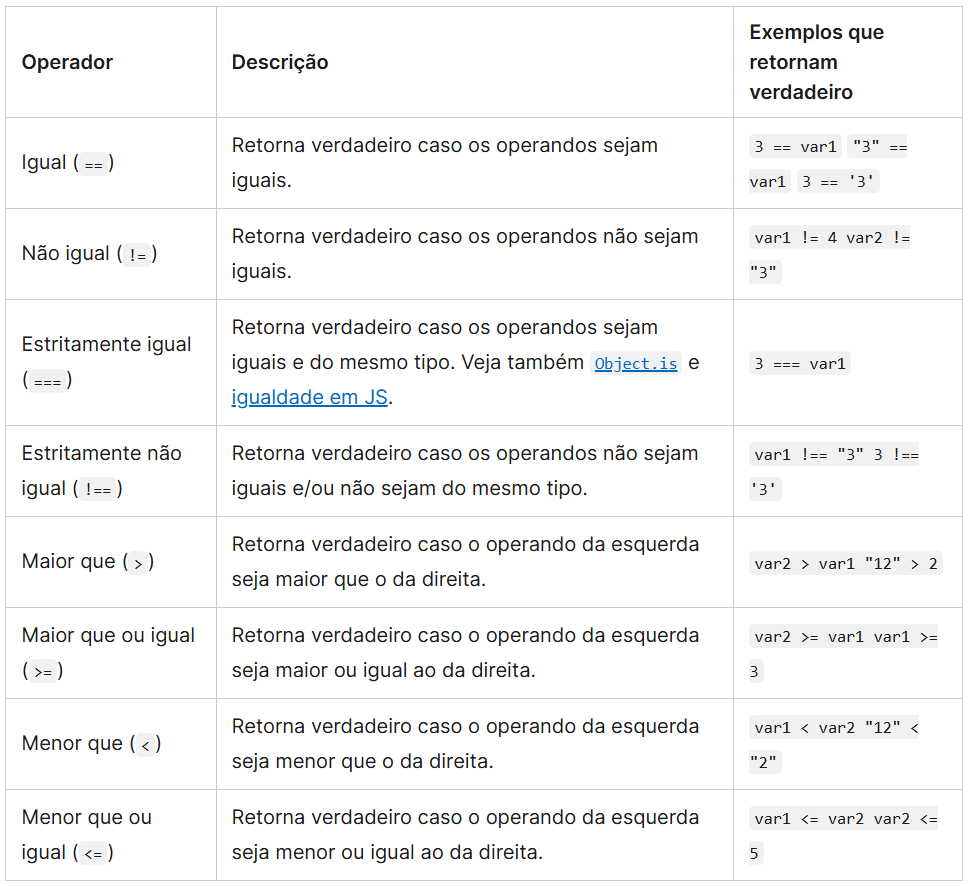 Operador
Descrição
Exemplos que
retornam
verdadeiro
Igual (==)
Retorna verdadeiro caso os operandos sejam
iguais.
3 == var1 "3" ==
var1 3 == '3'
Não igual (!=)
Retorna verdadeiro caso os operandos não sejam
iguais.
var1 != 4 var2 !=
"3"
Estritamente igual
(===)
Retorna verdadeiro caso os operandos sejam
iguais e do mesmo tipo. Veja também Object.is e
igualdade em JS.
3 === var1
Estritamente não
igual (!==)
Retorna verdadeiro caso os operandos não sejam
iguais e/ou não sejam do mesmo tipo.
var1 !== "3" 3 !==
'3'
Maior que (>)
Retorna verdadeiro caso o operando da esquerda
seja maior que o da direita.
var2 > var1 "12" > 2
Maior que ou igual
(>=)
Retorna verdadeiro caso o operando da esquerda
seja maior ou igual ao da direita.
var2 >= var1 var1 >=
3
Menor que (<)
Retorna verdadeiro caso o operando da esquerda
seja menor que o da direita.
var1 < var2 "12" <
"2"
Menor que ou
igual (<=)
Retorna verdadeiro caso o operando da esquerda
seja menor ou igual ao da direita.
var1 <= var2 var2 <=
5